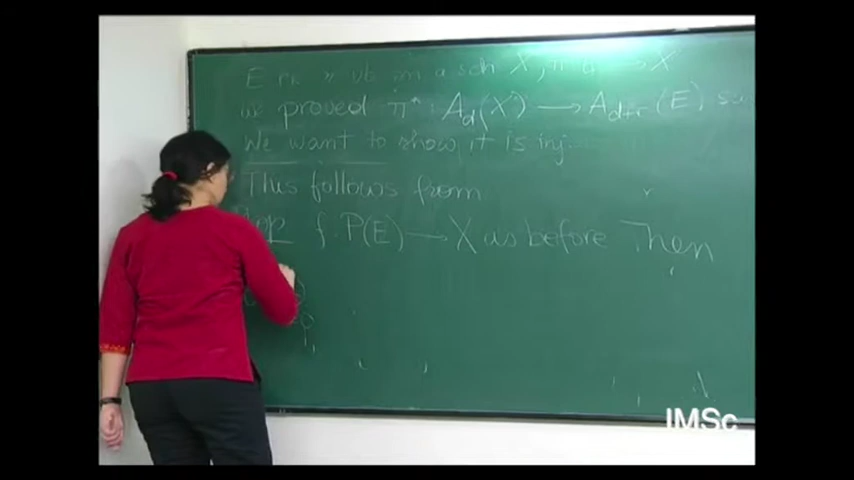 E rk vb on a sch X, π → X
we proved π* : A_d(X) → A_{d+r}(E)
We want to show it is inj.
This follows from
Prop f: P(E) → X as before Then
IMSc